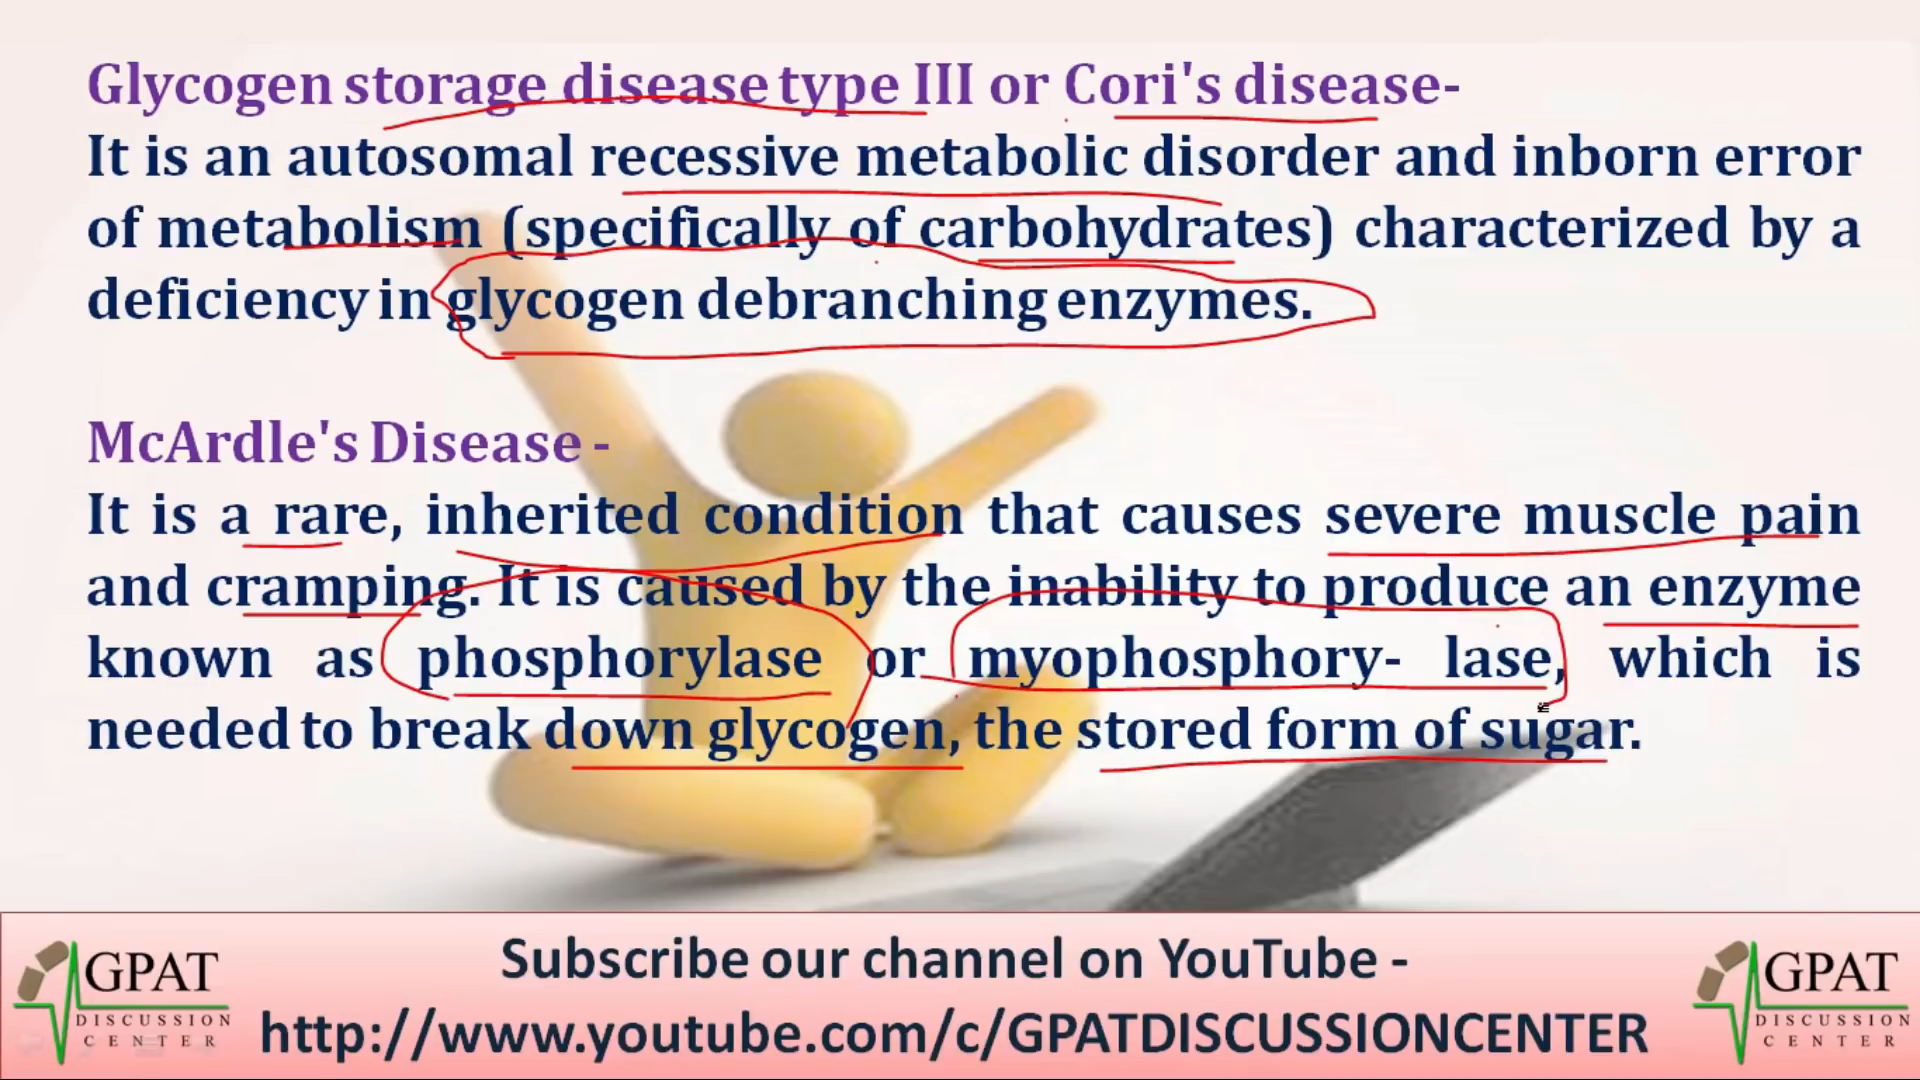 Glycogen storage disease type III or Cori's disease-
It is an autosomal recessive metabolic disorder and inborn error
of metabolism (specifically of carbohydrates) characterized by a
deficiency in glycogen debranching enzymes.
McArdle's Disease -
It is a rare, inherited condition that causes severe muscle pain
and cramping. It is caused by the inability to produce an enzyme
known as phosphorylase or myophosphory- lase, which is
needed to break down glycogen, the stored form of sugar.
Subscribe our channel on YouTube -
http://www.youtube.com/c/GPATDISCUSSIONCENTER
GPAT
DISCUSSION
CENTER
GPAT
DISCUSSION
CENTER